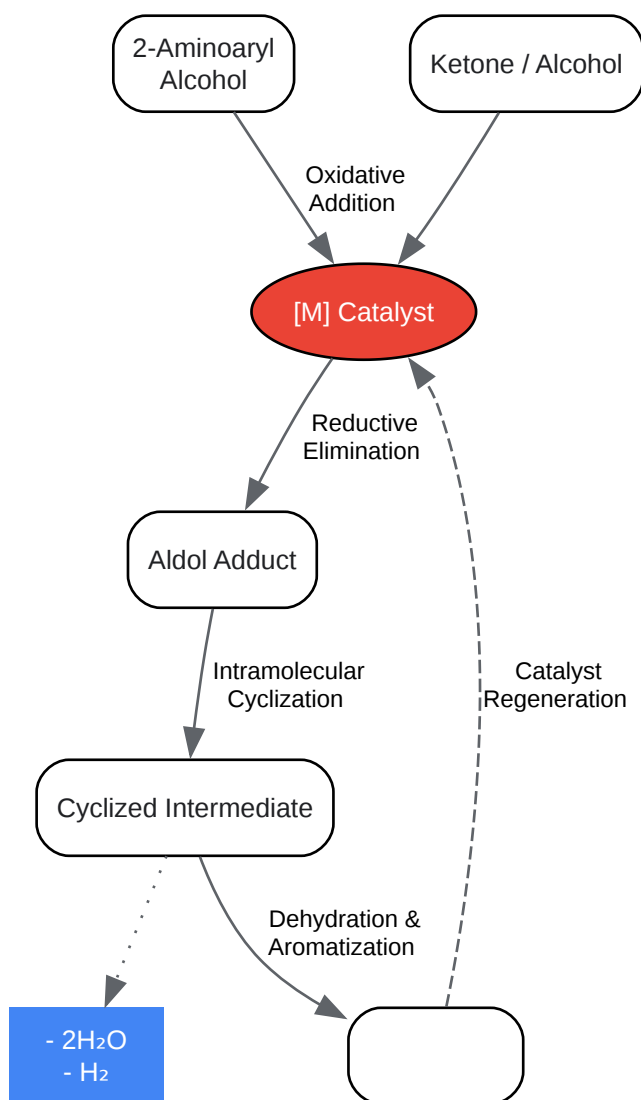 2-Aminoaryl
Alcohol
Ketone / Alcohol
Oxidative
Addition
[M] Catalyst
Reductive
Elimination
Aldol Adduct
Intramolecular
Cyclization
Catalyst
Regeneration
Cyclized Intermediate
Dehydration &
Aromatization
- 2H₂O
- H₂